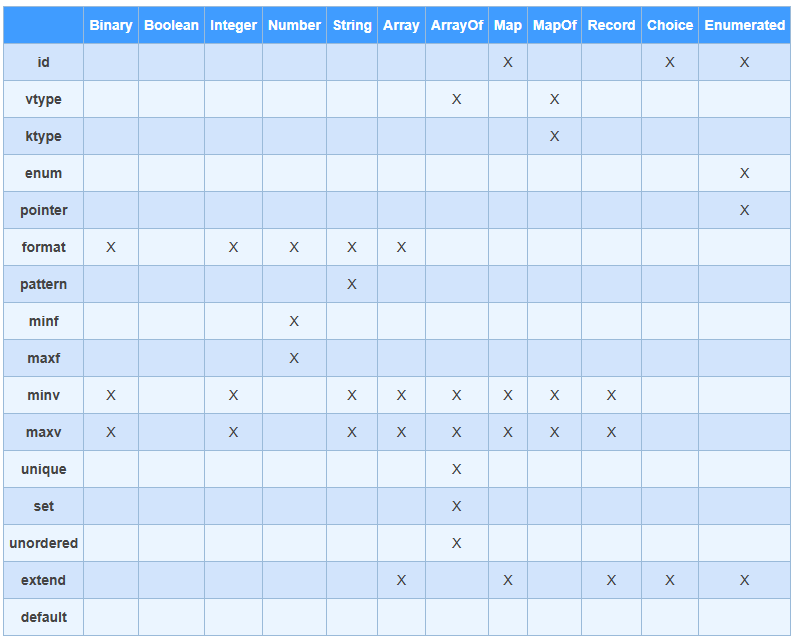 Binary Boolean Integer Number String Array ArrayOf Map MapOf Record Choice Enumerated
id X X X
vtype X X
ktype X
enum X
pointer X
format X X X X X
pattern X
minf X
maxf X
minv X X X X X X X X
maxv X X X X X X X X
unique X
set X
unordered X
extend X X X X X
default